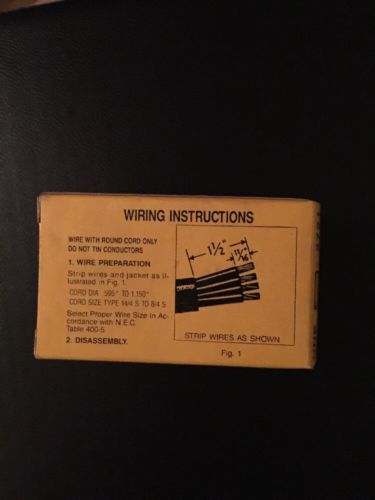 WIRING INSTRUCTIONS
WIRE WITH ROUND CORD ONLY
DO NOT TIN CONDUCTORS
1. WIRE PREPARATION
Strip wires and jacket as il-
lustrated in Fig. 1.
CORD DIA. .595" TO 1.150"
CORD SIZE TYPE 14/4 S TO 8/4 S
Select Proper Wire Size In Ac-
cordance with N.E.C.
Table 400-5
2. DISASSEMBLY.
1 1/2"
11/16"
STRIP WIRES AS SHOWN
Fig. 1